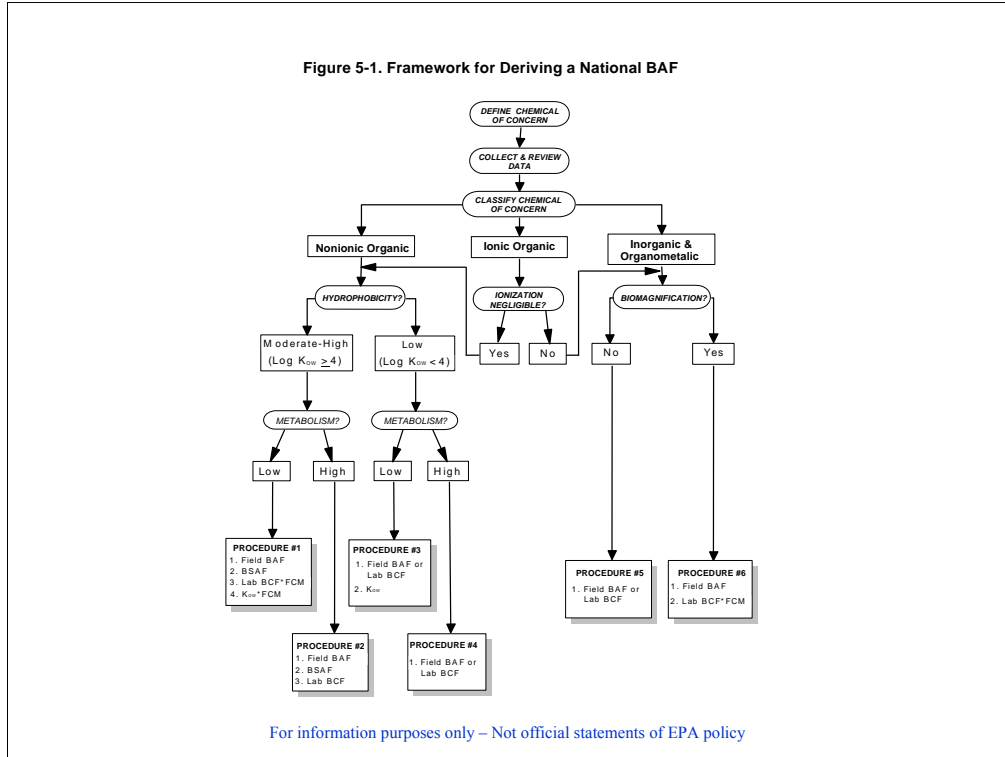 Figure 5-1. Framework for Deriving a National BAF
DEFINE CHEMICAL
OF CONCERN
COLLECT & REVIEW
DATA
CLASSIFY CHEMICAL
OF CONCERN
Nonionic Organic
Ionic Organic
Inorganic &
Organometalic
HYDROPHOBICITY?
IONIZATION
NEGLIGIBLE?
BIOMAGNIFICATION?
Moderate-High
(Log Kow ≥ 4)
Low
(Log Kow < 4)
Yes
No
No
Yes
METABOLISM?
METABOLISM?
Low
High
Low
High
PROCEDURE #1
1. Field BAF
2. BSAF
3. Lab BCF*FCM
4. Kow*FCM
PROCEDURE #3
1. Field BAF or
Lab BCF
2. Kow
PROCEDURE #5
1. Field BAF or
Lab BCF
PROCEDURE #6
1. Field BAF
2. Lab BCF*FCM
PROCEDURE #2
1. Field BAF
2. BSAF
3. Lab BCF
PROCEDURE #4
1. Field BAF or
Lab BCF
For information purposes only – Not official statements of EPA policy